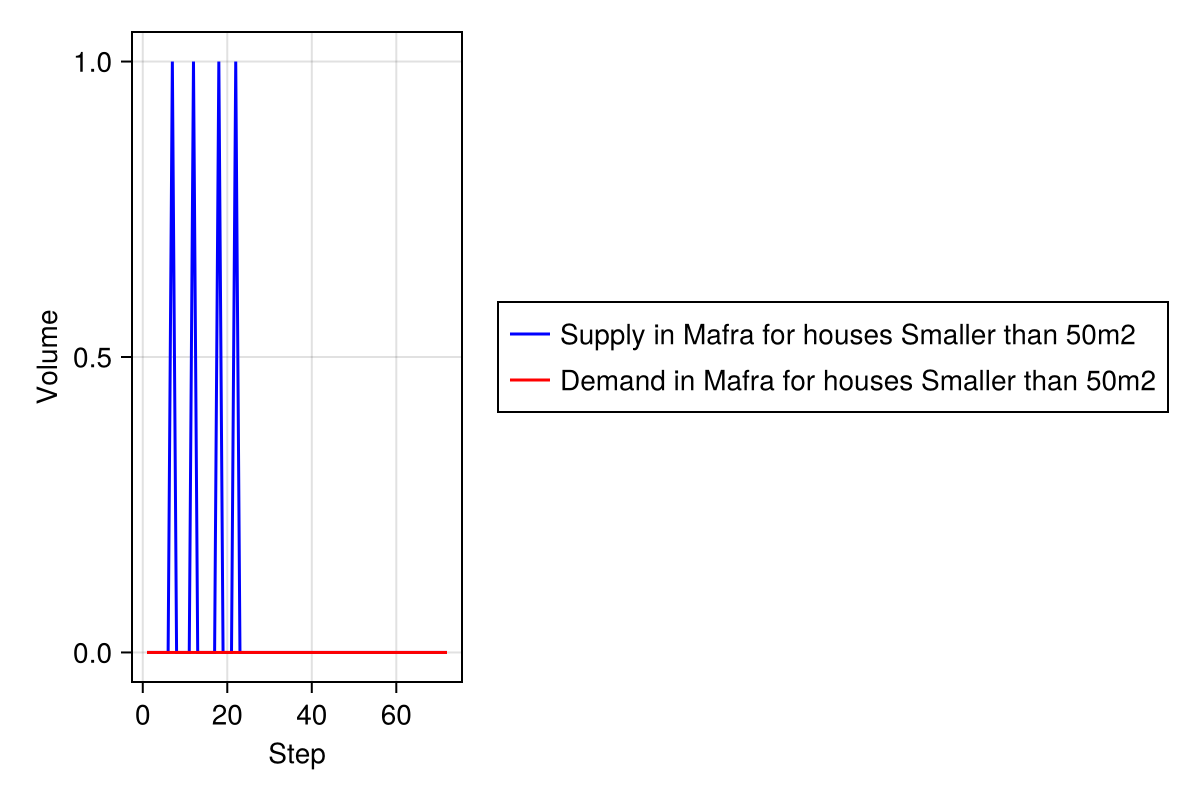 1.0
0.5
0.0
Volume
0 20 40 60
Step
Supply in Mafra for houses Smaller than 50m2
Demand in Mafra for houses Smaller than 50m2